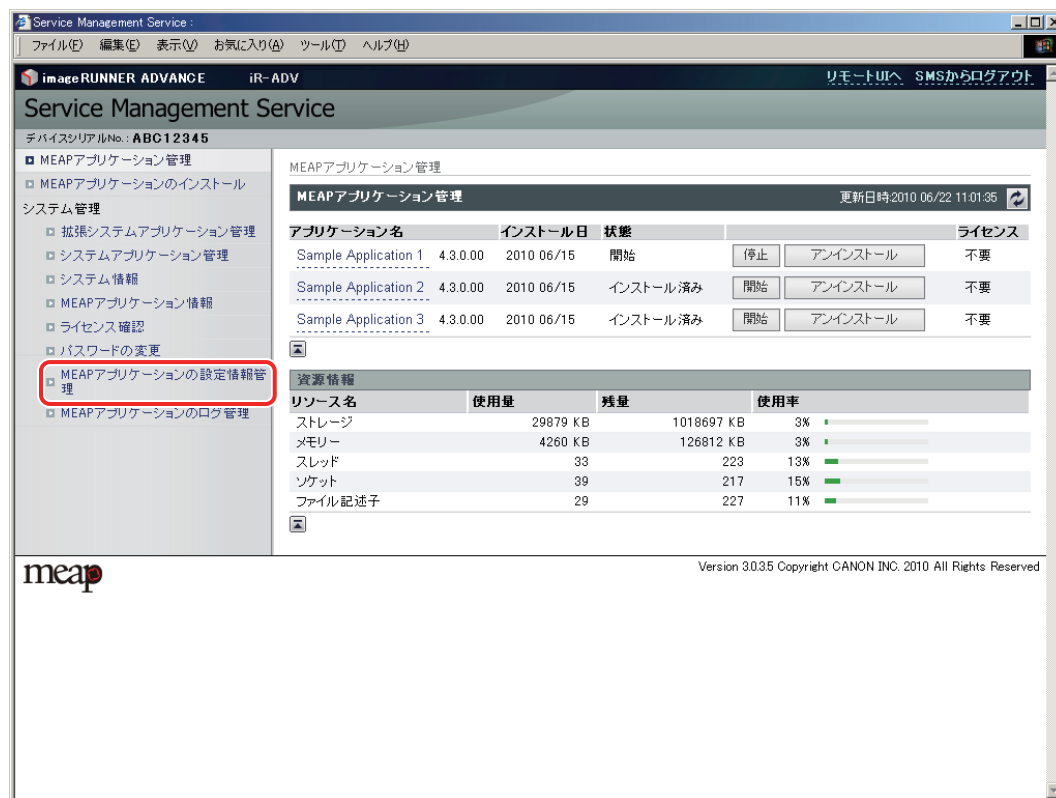 Service Management Service :
ファイル(F) 編集(E) 表示(V) お気に入り(A) ツール(T) ヘルプ(H)
imageRUNNER ADVANCE iR-ADV リモートUIへ SMSからログアウト
Service Management Service
デバイスシリアルNo.: ABC12345
MEAPアプリケーション管理
MEAPアプリケーションのインストール
システム管理
拡張システムアプリケーション管理
システムアプリケーション管理
システム情報
MEAPアプリケーション情報
ライセンス確認
パスワードの変更
MEAPアプリケーションの設定情報管
理
MEAPアプリケーションのログ管理
MEAPアプリケーション管理
MEAPアプリケーション管理 更新日時:2010 06/22 11:01:35
アプリケーション名 インストール日 状態 ライセンス
Sample Application 1 4.3.0.00 2010 06/15 開始 停止 アンインストール 不要
Sample Application 2 4.3.0.00 2010 06/15 インストール済み 開始 アンインストール 不要
Sample Application 3 4.3.0.00 2010 06/15 インストール済み 開始 アンインストール 不要
資源情報
リソース名 使用量 残量 使用率
ストレージ 29879 KB 1018697 KB 3%
メモリー 4260 KB 126812 KB 3%
スレッド 33 223 13%
ソケット 39 217 15%
ファイル記述子 29 227 11%
meap
Version 3.0.3.5 Copyright CANON INC. 2010 All Rights Reserved